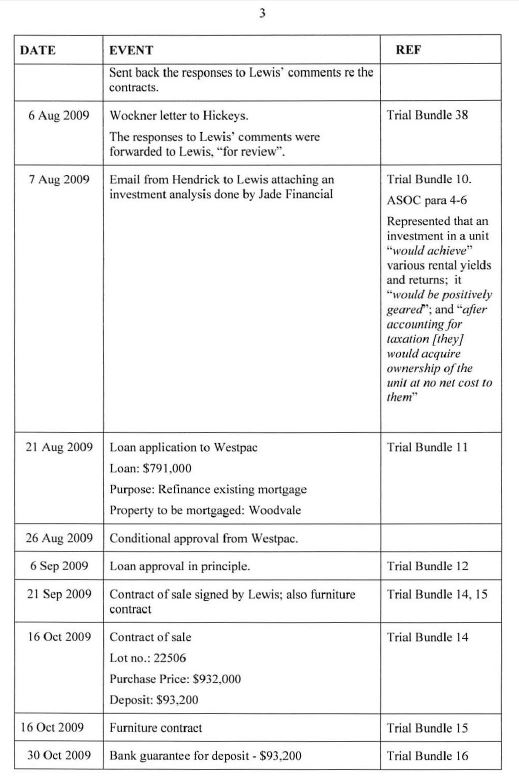 3
DATE EVENT REF
Sent back the responses to Lewis' comments re the
contracts.
6 Aug 2009 Wockner letter to Hickeys. Trial Bundle 38
The responses to Lewis' comments were
forwarded to Lewis, "for review".
7 Aug 2009 Email from Hendrick to Lewis attaching an Trial Bundle 10.
investment analysis done by Jade Financial ASOC para 4-6
Represented that an
investment in a unit
"would achieve"
various rental yields
and returns; it
"would be positively
geared"; and "after
accounting for
taxation [they]
would acquire
ownership of the
unit at no net cost to
them"
21 Aug 2009 Loan application to Westpac Trial Bundle 11
Loan: $791,000
Purpose: Refinance existing mortgage
Property to be mortgaged: Woodvale
26 Aug 2009 Conditional approval from Westpac.
6 Sep 2009 Loan approval in principle. Trial Bundle 12
21 Sep 2009 Contract of sale signed by Lewis; also furniture Trial Bundle 14, 15
contract
16 Oct 2009 Contract of sale Trial Bundle 14
Lot no.: 22506
Purchase Price: $932,000
Deposit: $93,200
16 Oct 2009 Furniture contract Trial Bundle 15
30 Oct 2009 Bank guarantee for deposit - $93,200 Trial Bundle 16